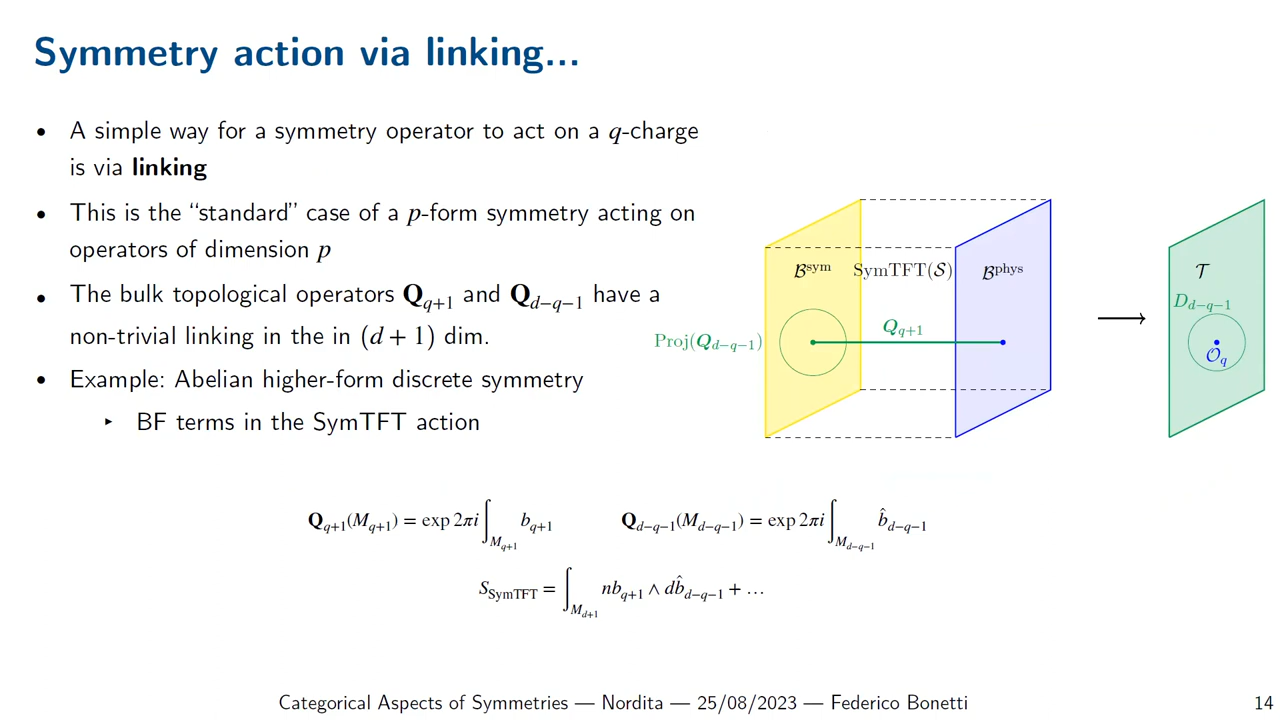 Symmetry action via linking...
• A simple way for a symmetry operator to act on a q-charge
is via linking
• This is the “standard” case of a p-form symmetry acting on
operators of dimension p
• The bulk topological operators Q_{q+1} and Q_{d−q−1} have a
non-trivial linking in the in (d + 1) dim.
• Example: Abelian higher-form discrete symmetry
‣ BF terms in the SymTFT action
𝓑^{sym} SymTFT(𝒮) 𝓑^{phys}
Proj(Q_{d−q−1})
Q_{q+1}
⟶
𝒯
D_{d−q−1}
𝒪_q
Q_{q+1}(M_{q+1}) = exp 2πi ∫_{M_{q+1}} b_{q+1}
Q_{d−q−1}(M_{d−q−1}) = exp 2πi ∫_{M_{d−q−1}} b̂_{d−q−1}
S_{SymTFT} = ∫_{M_{d+1}} nb_{q+1} ∧ db̂_{d−q−1} + …
Categorical Aspects of Symmetries — Nordita — 25/08/2023 — Federico Bonetti
14